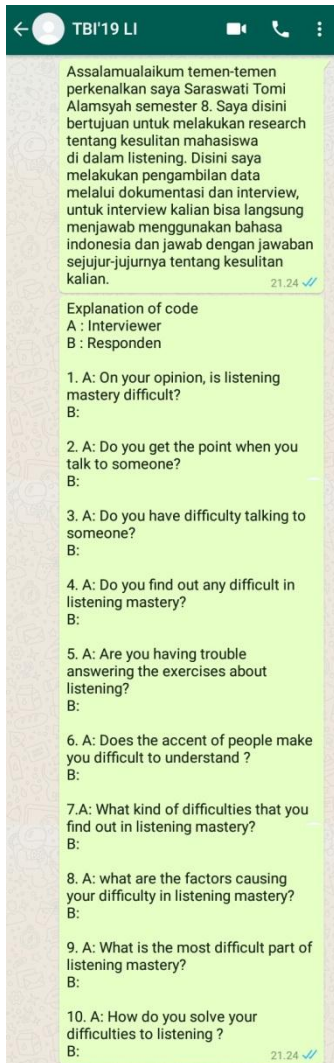 TBI'19 LI
Assalamualaikum temen-temen
perkenalkan saya Saraswati Tomi
Alamsyah semester 8. Saya disini
bertujuan untuk melakukan research
tentang kesulitan mahasiswa
di dalam listening. Disini saya
melakukan pengambilan data
melalui dokumentasi dan interview,
untuk interview kalian bisa langsung
menjawab menggunakan bahasa
indonesia dan jawab dengan jawaban
sejujur-jujurnya tentang kesulitan
kalian.
21.24
Explanation of code
A : Interviewer
B : Responden
1. A: On your opinion, is listening
mastery difficult?
B:
2. A: Do you get the point when you
talk to someone?
B:
3. A: Do you have difficulty talking to
someone?
B:
4. A: Do you find out any difficult in
listening mastery?
B:
5. A: Are you having trouble
answering the exercises about
listening?
B:
6. A: Does the accent of people make
you difficult to understand ?
B:
7.A: What kind of difficulties that you
find out in listening mastery?
B:
8. A: what are the factors causing
your difficulty in listening mastery?
B:
9. A: What is the most difficult part of
listening mastery?
B:
10. A: How do you solve your
difficulties to listening ?
B:
21.24